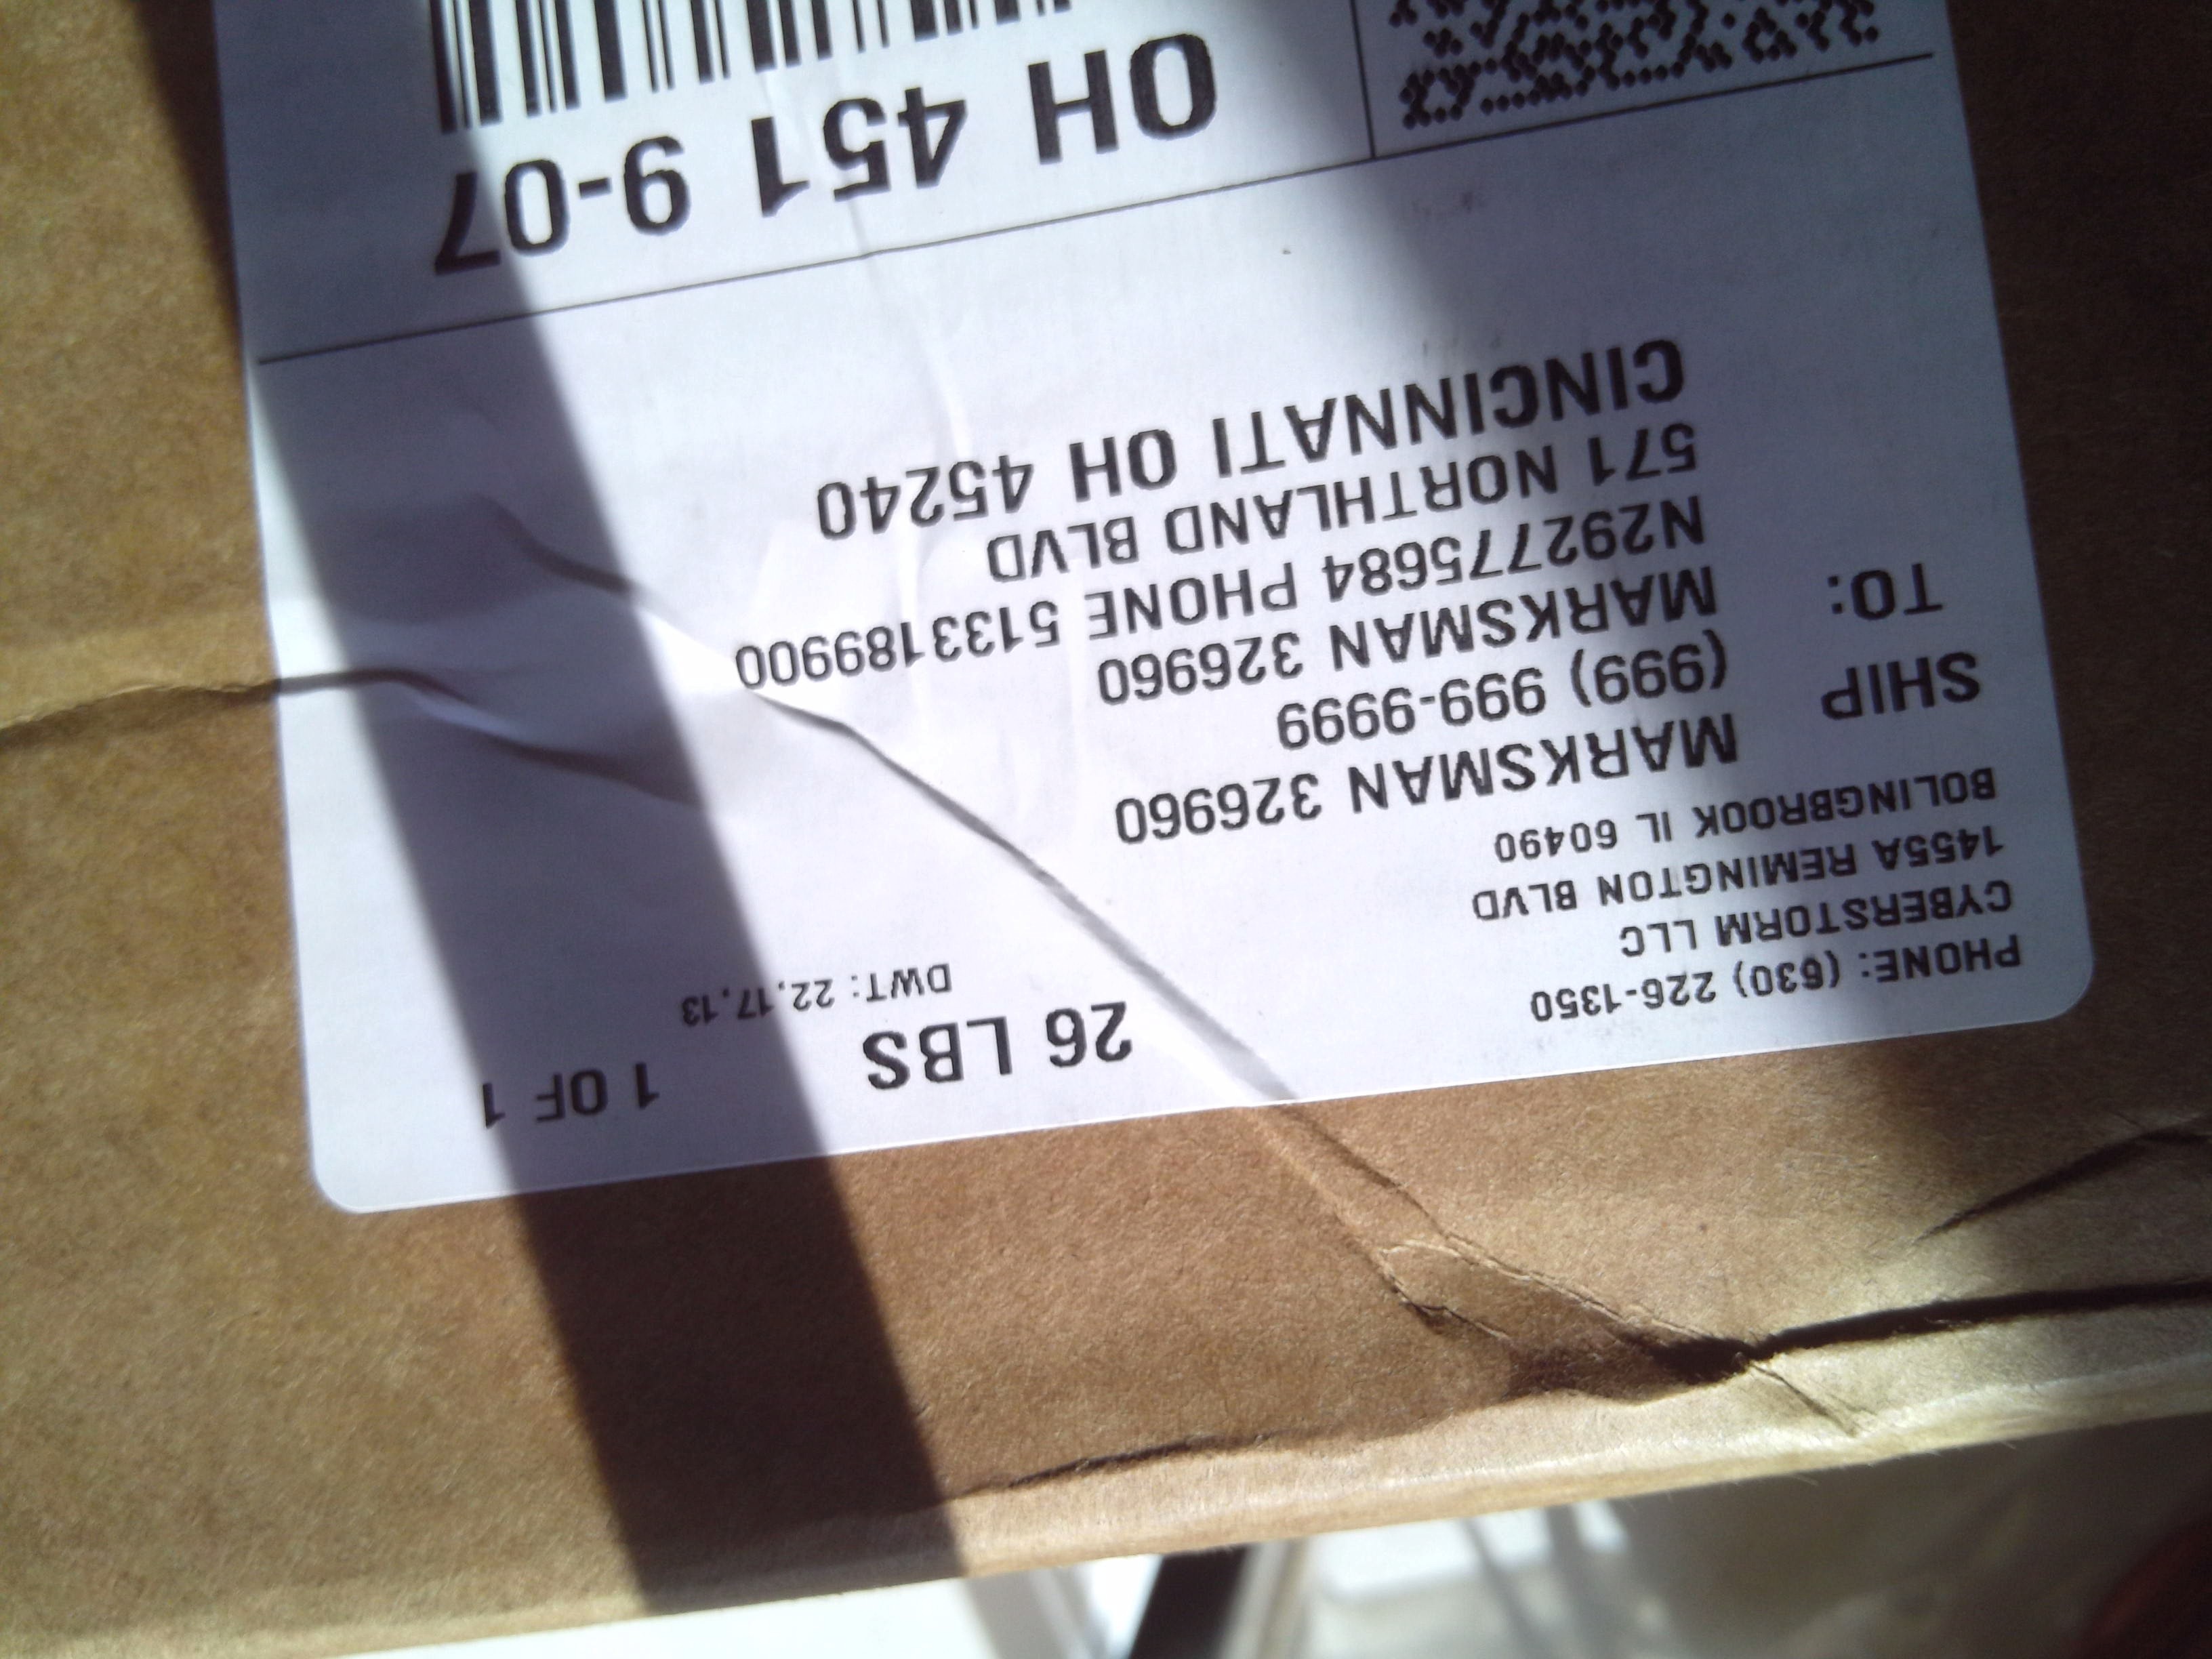 PHONE: (630) 226-1350
CYBERSTORM LLC
1455A REMINGTON BLVD
BOLINGBROOK IL 60490
26 LBS
1 OF 1
DWT: 22,17,13
SHIP
TO:
MARKSMAN 326960
(999) 999-9999
MARKSMAN 326960
N292775684 PHONE 5133189900
571 NORTHLAND BLVD
CINCINNATI OH 45240
OH 451 9-07